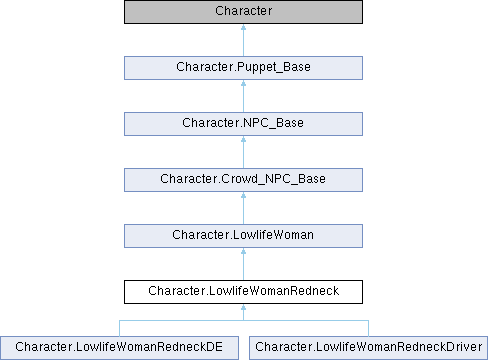 Character
Character.Puppet_Base
Character.NPC_Base
Character.Crowd_NPC_Base
Character.LowlifeWoman
Character.LowlifeWomanRedneck
Character.LowlifeWomanRedneckDE
Character.LowlifeWomanRedneckDriver